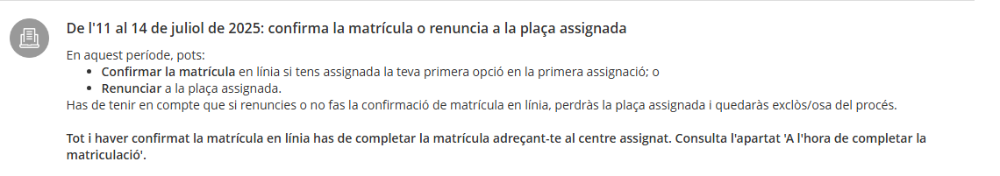 De l'11 al 14 de juliol de 2025: confirma la matrícula o renuncia a la plaça assignada
En aquest període, pots:
• Confirmar la matrícula en línia si tens assignada la teva primera opció en la primera assignació; o
• Renunciar a la plaça assignada.
Has de tenir en compte que si renuncies o no fas la confirmació de matrícula en línia, perdràs la plaça assignada i quedaràs exclòs/osa del procés.
Tot i haver confirmat la matrícula en línia has de completar la matrícula adreçant-te al centre assignat. Consulta l'apartat 'A l'hora de completar la
matriculació'.